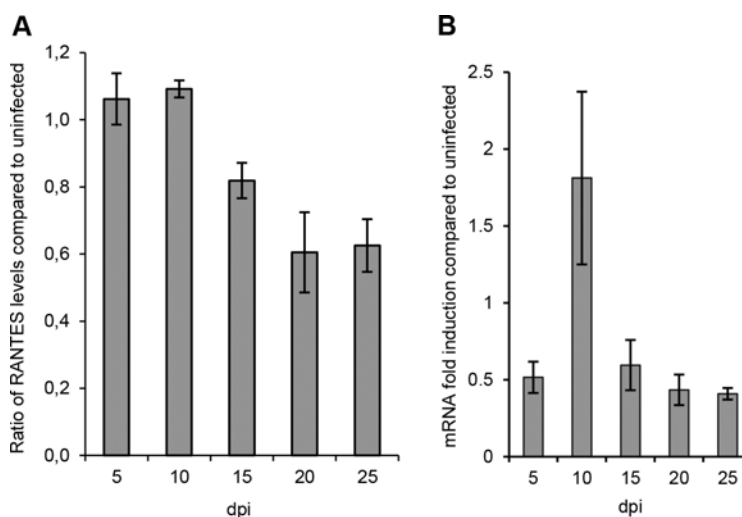 A
Ratio of RANTES levels compared to uninfected
1,2
1,0
0,8
0,6
0,4
0,2
0,0
5 10 15 20 25
dpi
B
mRNA fold induction compared to uninfected
2.5
2
1.5
1
0.5
0
5 10 15 20 25
dpi